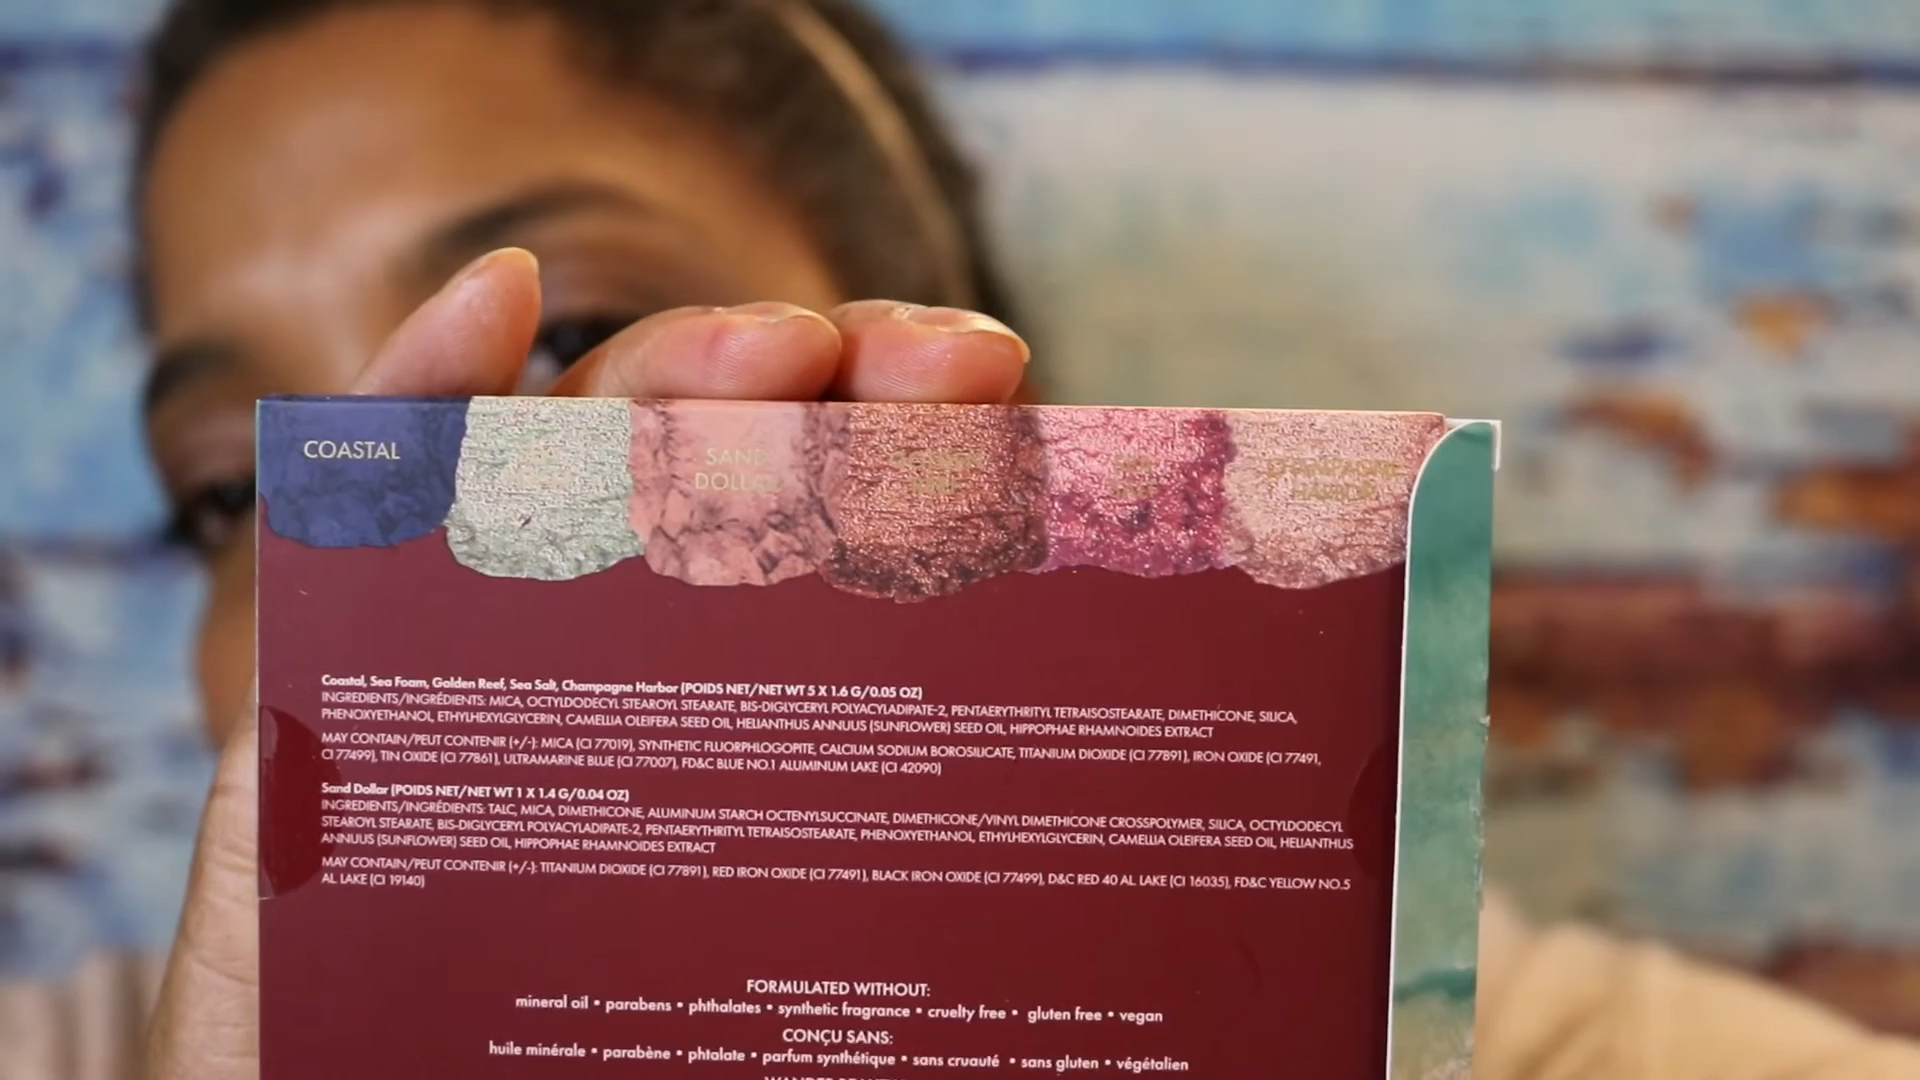 COASTAL
SAND
DOLLAR
Coastal, Sea Foam, Golden Reef, Sea Salt, Champagne Harbor (POIDS NET/NET WT 5 X 1.6 G/0.05 OZ)
INGREDIENTS/INGRÉDIENTS: MICA, OCTYLDODECYL STEAROYL STEARATE, BIS-DIGLYCERYL POLYACYLADIPATE-2, PENTAERYTHRITYL TETRAISOSTEARATE, DIMETHICONE, SILICA,
PHENOXYETHANOL, ETHYLHEXYLGLYCERIN, CAMELLIA OLEIFERA SEED OIL, HELIANTHUS ANNUUS (SUNFLOWER) SEED OIL, HIPPOPHAE RHAMNOIDES EXTRACT
MAY CONTAIN/PEUT CONTENIR (+/-): MICA (CI 77019), SYNTHETIC FLUORPHLOGOPITE, CALCIUM SODIUM BOROSILICATE, TITANIUM DIOXIDE (CI 77891), IRON OXIDE (CI 77491,
CI 77499), TIN OXIDE (CI 77861), ULTRAMARINE BLUE (CI 77007), FD&C BLUE NO.1 ALUMINUM LAKE (CI 42090)
Sand Dollar (POIDS NET/NET WT 1 X 1.4 G/0.04 OZ)
INGREDIENTS/INGRÉDIENTS: TALC, MICA, DIMETHICONE, ALUMINUM STARCH OCTENYLSUCCINATE, DIMETHICONE/VINYL DIMETHICONE CROSSPOLYMER, SILICA, OCTYLDODECYL
STEAROYL STEARATE, BIS-DIGLYCERYL POLYACYLADIPATE-2, PENTAERYTHRITYL TETRAISOSTEARATE, PHENOXYETHANOL, ETHYLHEXYLGLYCERIN, CAMELLIA OLEIFERA SEED OIL, HELIANTHUS
ANNUUS (SUNFLOWER) SEED OIL, HIPPOPHAE RHAMNOIDES EXTRACT
MAY CONTAIN/PEUT CONTENIR (+/-): TITANIUM DIOXIDE (CI 77891), RED IRON OXIDE (CI 77491), BLACK IRON OXIDE (CI 77499), D&C RED 40 AL LAKE (CI 16035), FD&C YELLOW NO.5
AL LAKE (CI 19140)
FORMULATED WITHOUT:
mineral oil • parabens • phthalates • synthetic fragrance • cruelty free • gluten free • vegan
CONÇU SANS:
huile minérale • parabène • phtalate • parfum synthétique • sans cruauté • sans gluten • végétalien